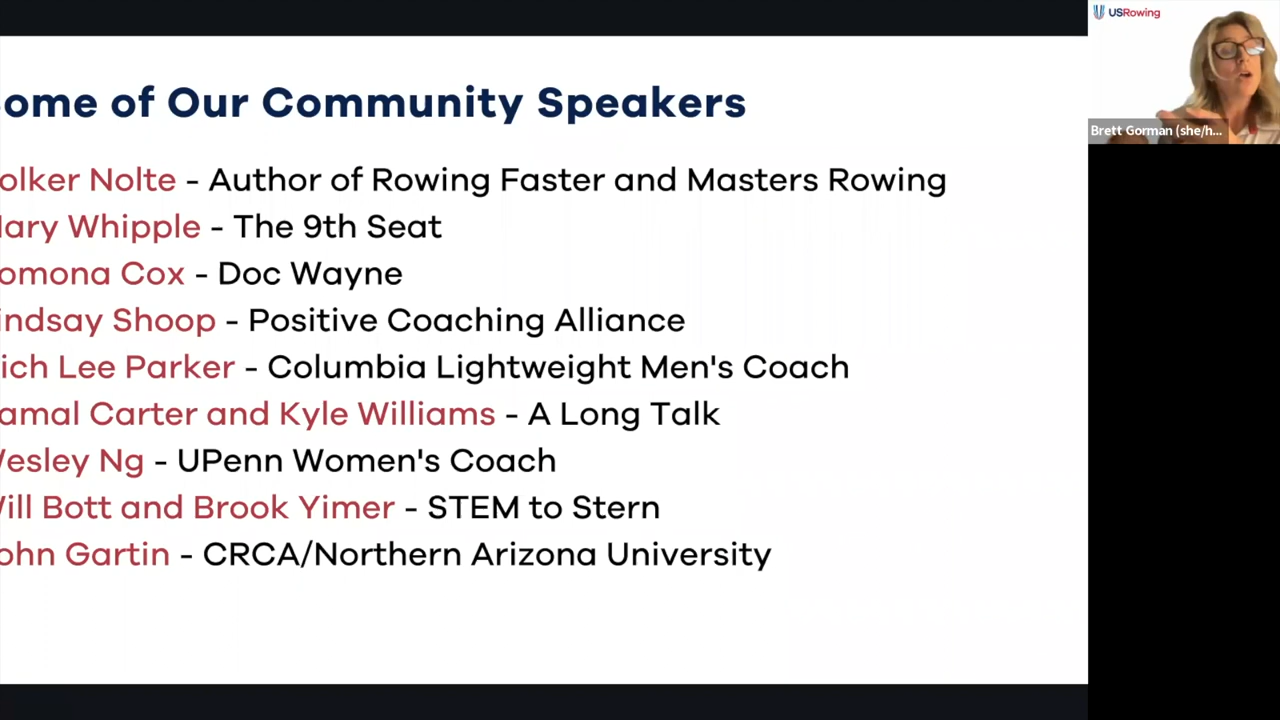 ome of Our Community Speakers
olker Nolte - Author of Rowing Faster and Masters Rowing
ary Whipple - The 9th Seat
omona Cox - Doc Wayne
indsay Shoop - Positive Coaching Alliance
ich Lee Parker - Columbia Lightweight Men's Coach
amal Carter and Kyle Williams - A Long Talk
esley Ng - UPenn Women's Coach
ill Bott and Brook Yimer - STEM to Stern
ohn Gartin - CRCA/Northern Arizona University
USRowing
Brett Gorman (she/h...